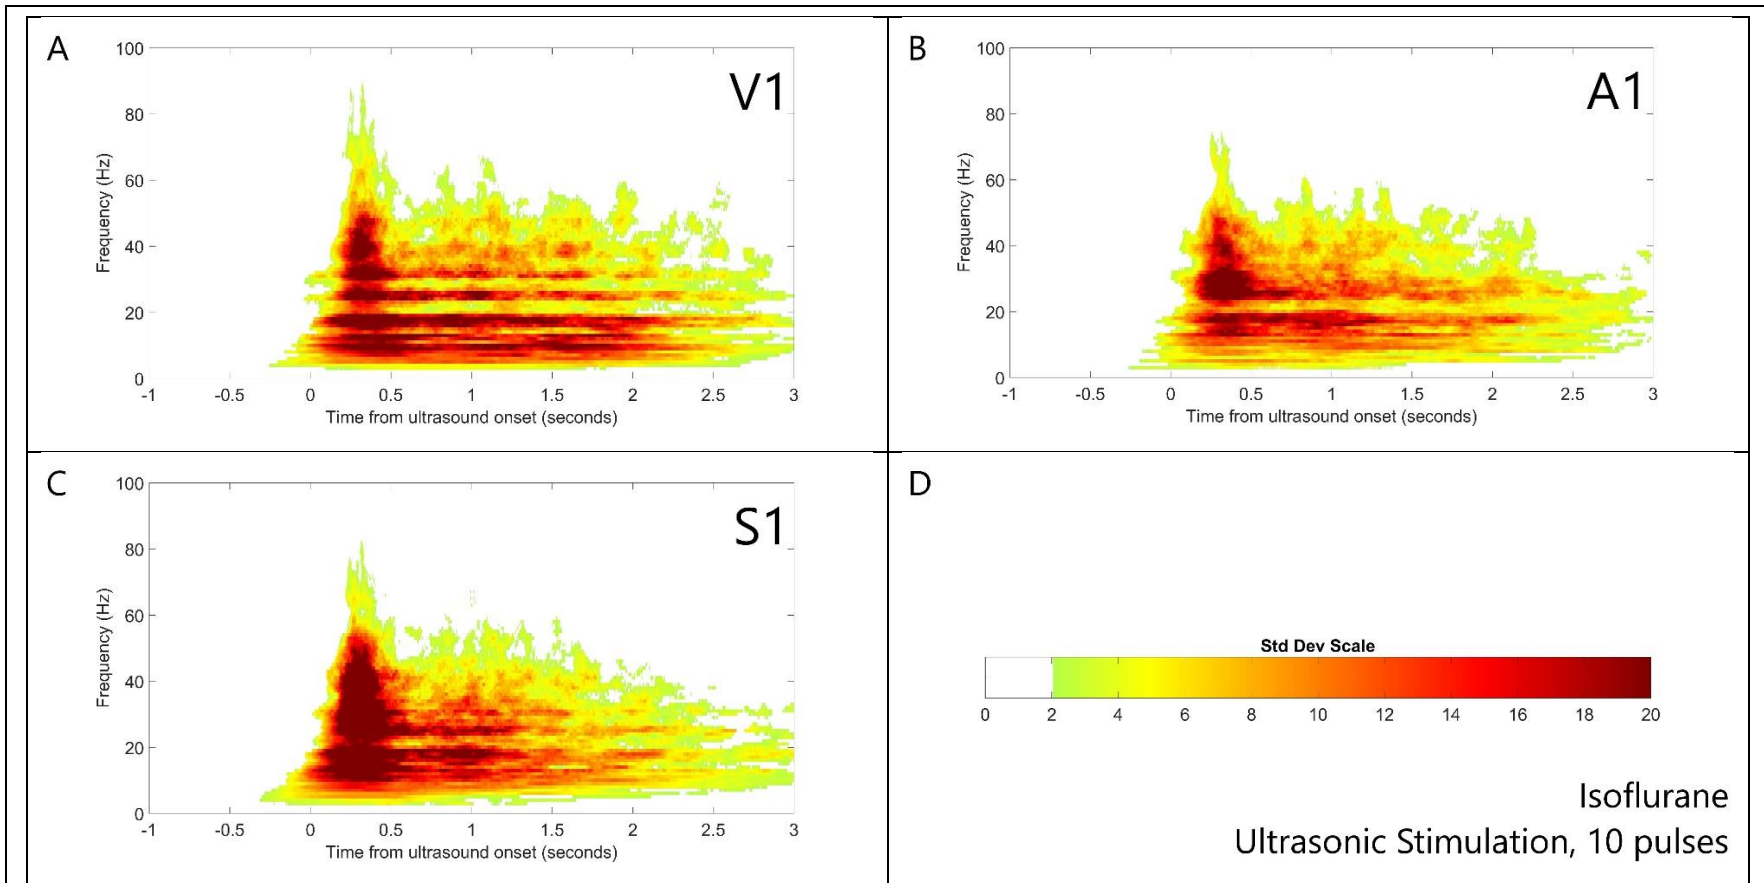 A
V1
100
80
60
40
20
0
Frequency (Hz)
-1 -0.5 0 0.5 1 1.5 2 2.5 3
Time from ultrasound onset (seconds)
B
A1
100
80
60
40
20
0
Frequency (Hz)
-1 -0.5 0 0.5 1 1.5 2 2.5 3
Time from ultrasound onset (seconds)
C
S1
100
80
60
40
20
0
Frequency (Hz)
-1 -0.5 0 0.5 1 1.5 2 2.5 3
Time from ultrasound onset (seconds)
D
Std Dev Scale
0 2 4 6 8 10 12 14 16 18 20
Isoflurane
Ultrasonic Stimulation, 10 pulses